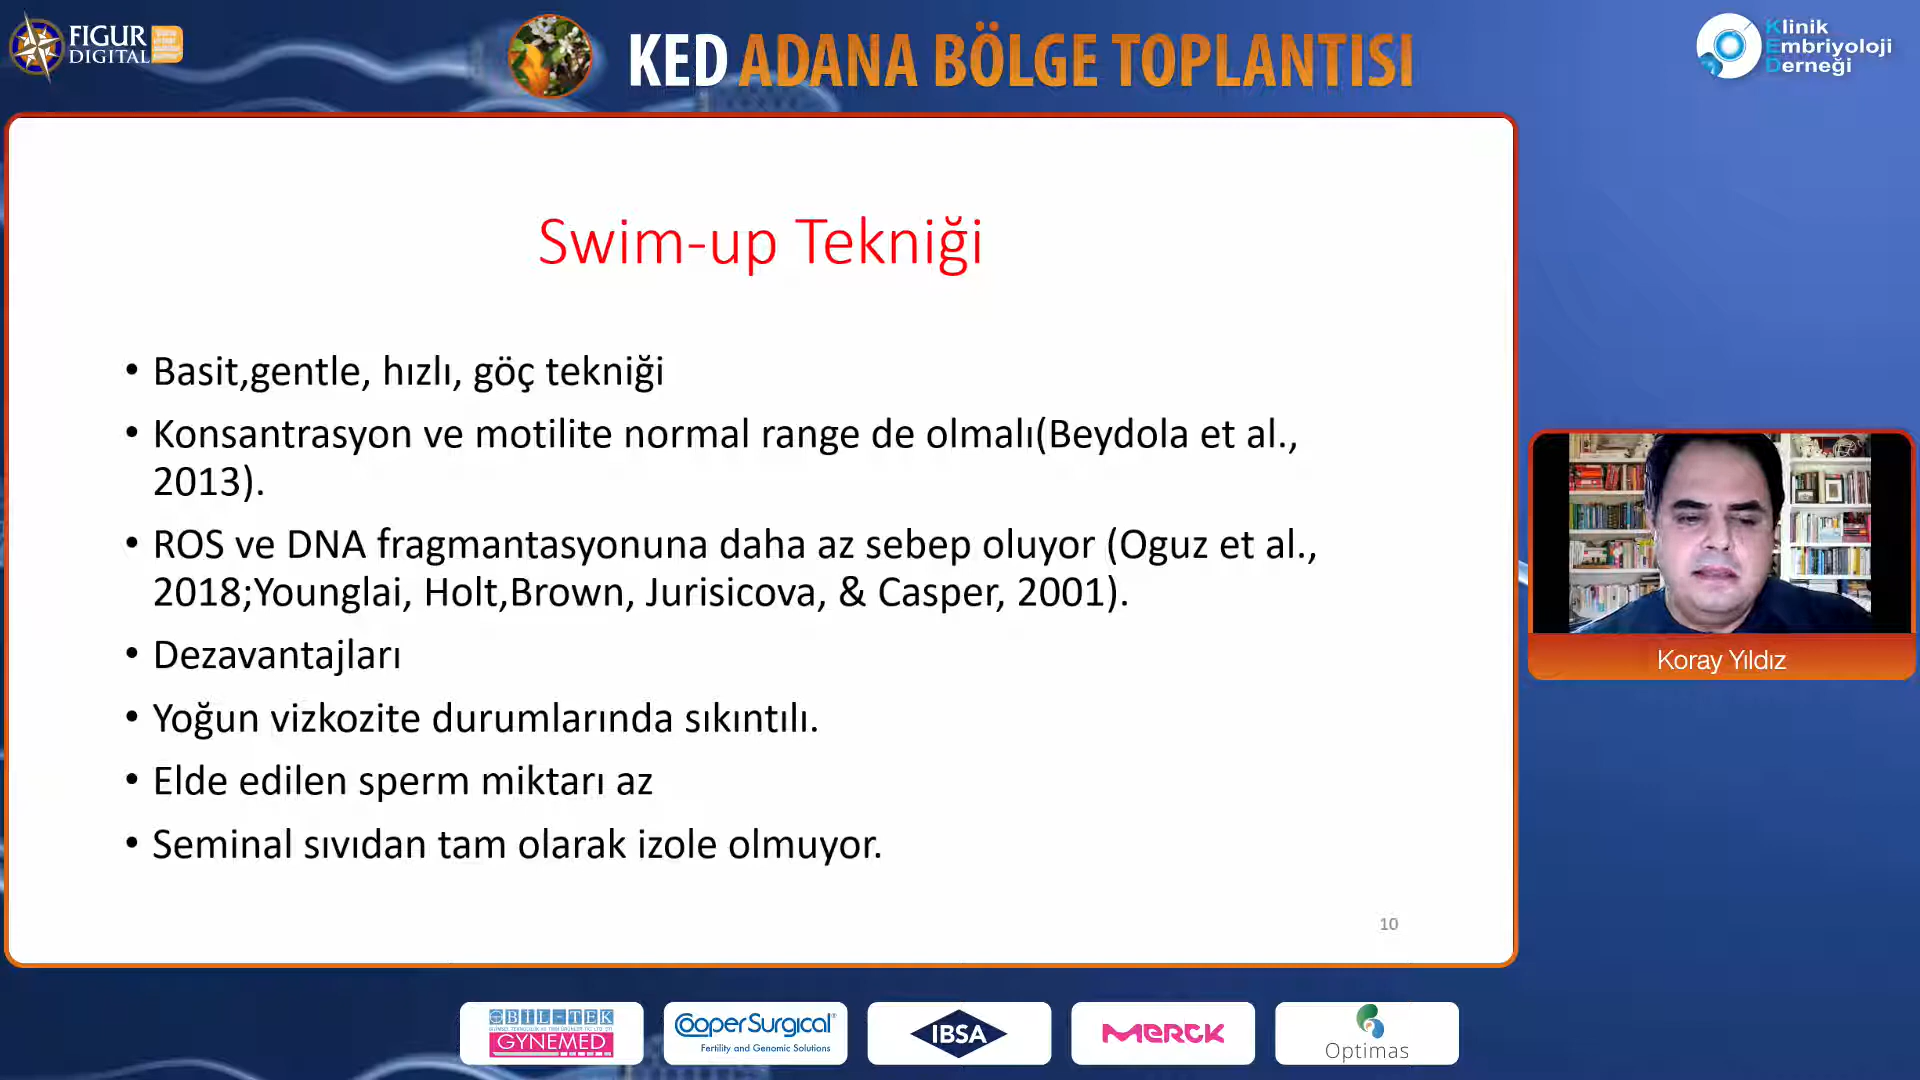 FIGUR
DIGITAL
KED ADANA BÖLGE TOPLANTISI
Klinik
Embriyoloji
Derneği
Swim-up Tekniği
• Basit,gentle, hızlı, göç tekniği
• Konsantrasyon ve motilite normal range de olmalı(Beydola et al.,
2013).
• ROS ve DNA fragmantasyonuna daha az sebep oluyor (Oguz et al.,
2018;Younglai, Holt,Brown, Jurisicova, & Casper, 2001).
• Dezavantajları
• Yoğun vizkozite durumlarında sıkıntılı.
• Elde edilen sperm miktarı az
• Seminal sıvıdan tam olarak izole olmuyor.
10
Koray Yıldız
BİL-TEK
GYNEMED
CooperSurgical®
Fertility and Genomic Solutions
IBSA
MERCK
Optimas